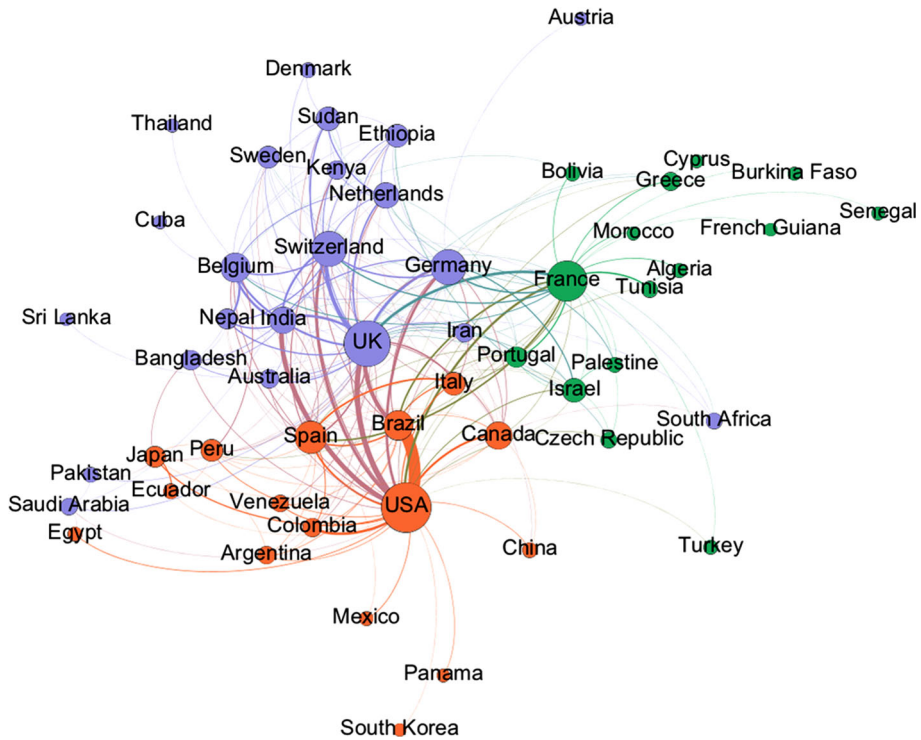 Austria
Denmark
Sudan
Thailand
Ethiopia
Sweden
Kenya
Cyprus
Bolivia
Greece
Burkina Faso
Netherlands
Senegal
Cuba
Morocco
French Guiana
Switzerland
Belgium
Germany
France
Algeria
Tunisia
Sri Lanka
Nepal
India
UK
Iran
Bangladesh
Portugal
Palestine
Australia
Italy
Israel
South Africa
Spain
Brazil
Canada
Czech Republic
Japan
Peru
Pakistan
Ecuador
Saudi Arabia
Venezuela
USA
Egypt
Colombia
Argentina
China
Turkey
Mexico
Panama
South Korea